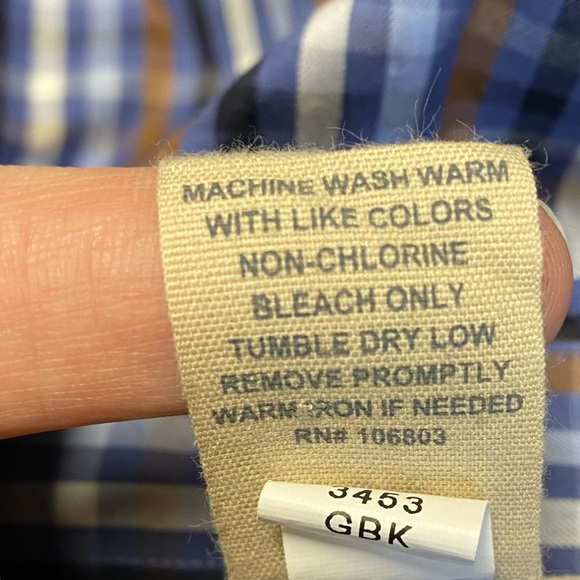 MACHINE WASH WARM
WITH LIKE COLORS
NON-CHLORINE
BLEACH ONLY
TUMBLE DRY LOW
REMOVE PROMPTLY
WARM IRON IF NEEDED
RN# 106803
3453
GBK